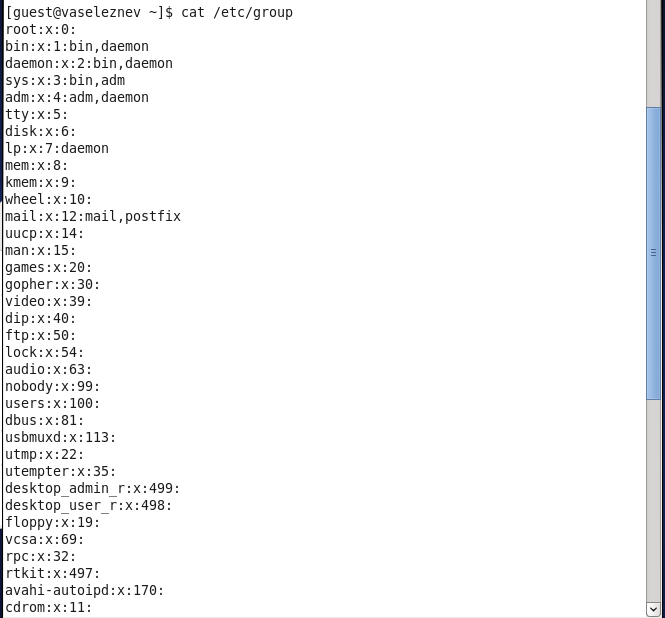 [guest@vaseleznev ~]$ cat /etc/group
root:x:0:
bin:x:1:bin,daemon
daemon:x:2:bin,daemon
sys:x:3:bin,adm
adm:x:4:adm,daemon
tty:x:5:
disk:x:6:
lp:x:7:daemon
mem:x:8:
kmem:x:9:
wheel:x:10:
mail:x:12:mail,postfix
uucp:x:14:
man:x:15:
games:x:20:
gopher:x:30:
video:x:39:
dip:x:40:
ftp:x:50:
lock:x:54:
audio:x:63:
nobody:x:99:
users:x:100:
dbus:x:81:
usbmuxd:x:113:
utmp:x:22:
utempter:x:35:
desktop_admin_r:x:499:
desktop_user_r:x:498:
floppy:x:19:
vcsa:x:69:
rpc:x:32:
rtkit:x:497:
avahi-autoipd:x:170:
cdrom:x:11: